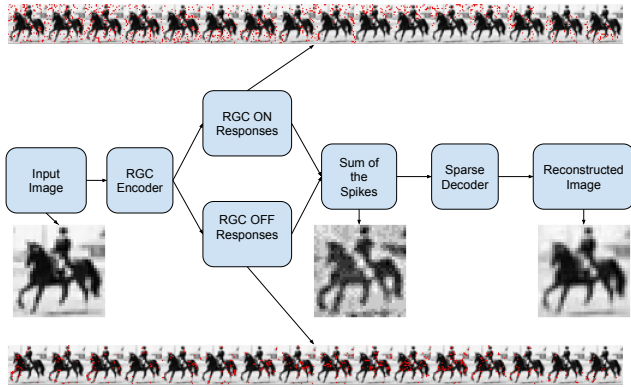 RGC ON
Responses
Input
Image
RGC
Encoder
Sum of
the
Spikes
Sparse
Decoder
Reconstructed
Image
RGC OFF
Responses